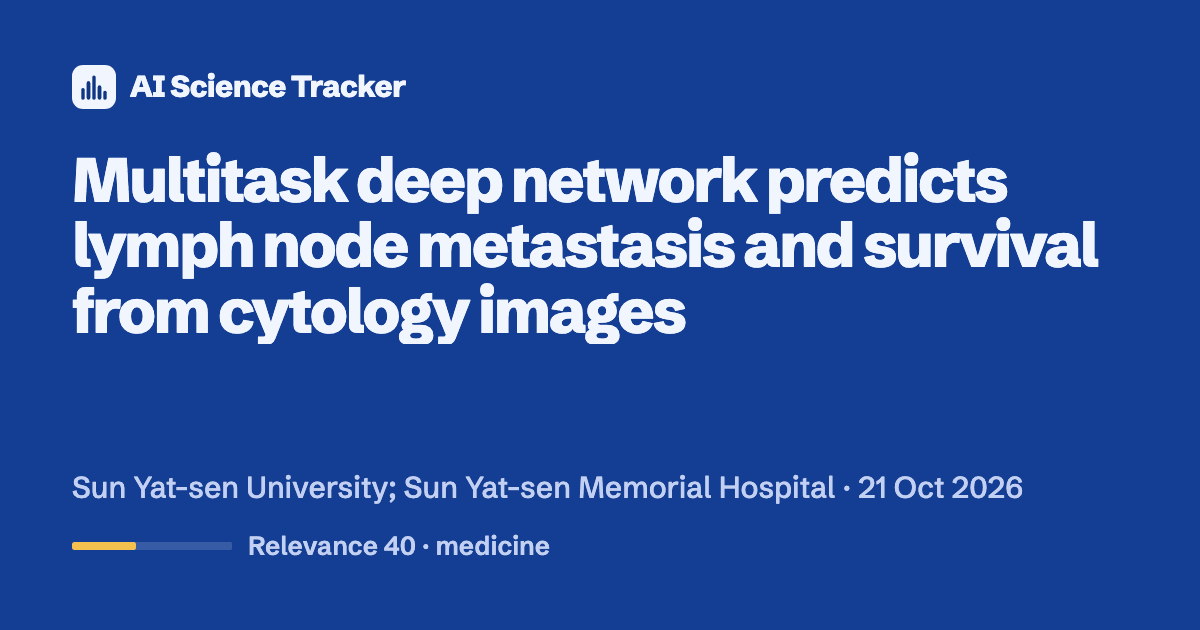 AI Science Tracker
Multitask deep network predicts
lymph node metastasis and survival
from cytology images
Sun Yat-sen University; Sun Yat-sen Memorial Hospital · 21 Oct 2026
Relevance 40 · medicine